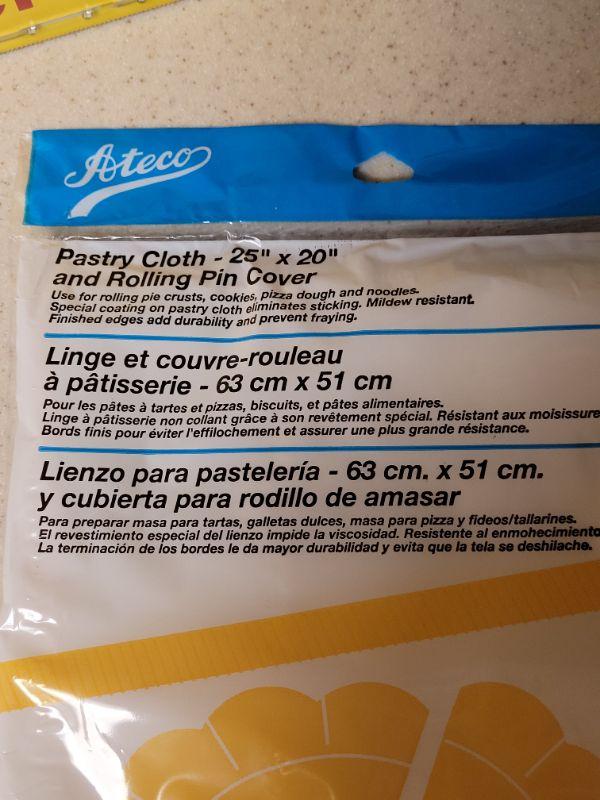 Ateco
Pastry Cloth - 25" x 20"
and Rolling Pin Cover
Use for rolling pie crusts, cookies, pizza dough and noodles.
Special coating on pastry cloth eliminates sticking. Mildew resistant.
Finished edges add durability and prevent fraying.
Linge et couvre-rouleau
à pâtisserie - 63 cm x 51 cm
Pour les pâtes à tartes et pizzas, biscuits, et pâtes alimentaires.
Linge à pâtisserie non collant grâce à son revêtement spécial. Résistant aux moisissure
Bords finis pour éviter l'effilochement et assurer une plus grande résistance.
Lienzo para pastelería - 63 cm. x 51 cm.
y cubierta para rodillo de amasar
Para preparar masa para tartas, galletas dulces, masa para pizza y fideos/tallarines.
El revestimiento especial del lienzo impide la viscosidad. Resistente al enmohecimiento
La terminación de los bordes le da mayor durabilidad y evita que la tela se deshilache.